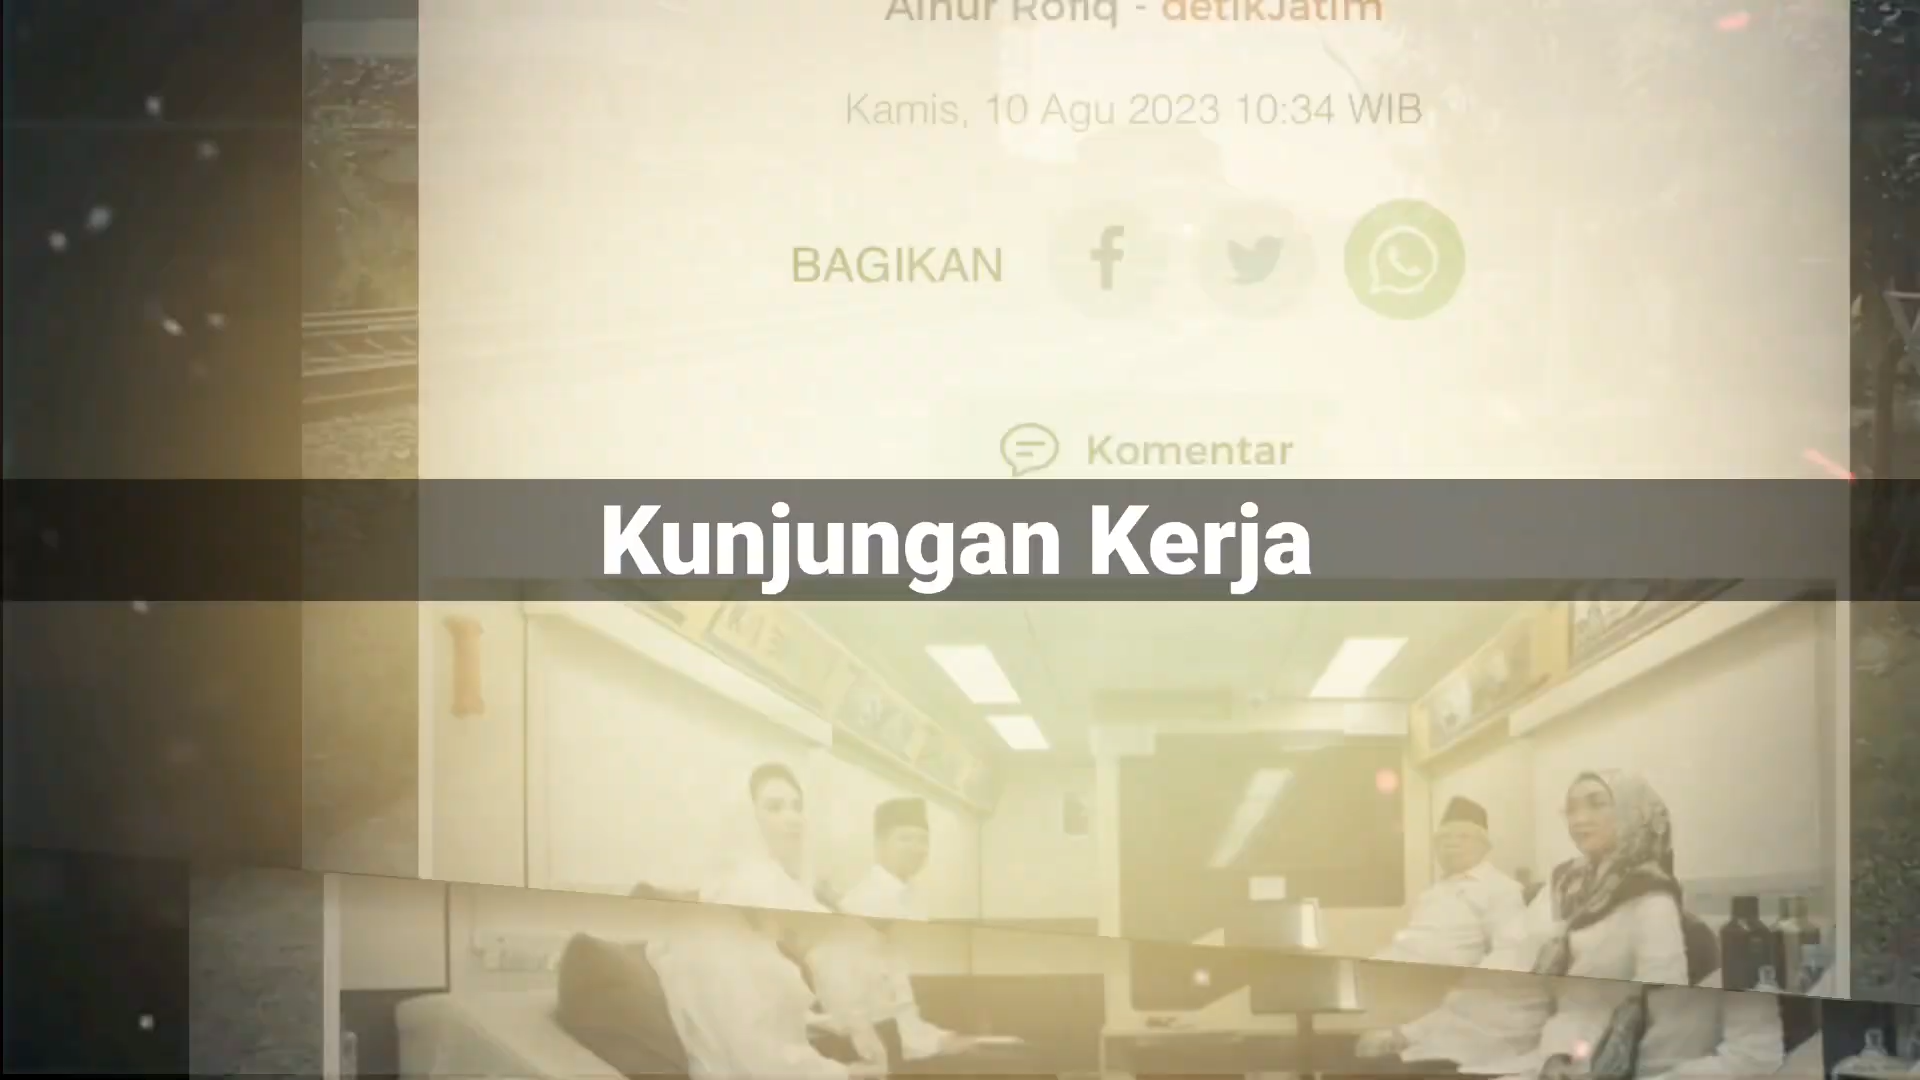 Ainur Rofiq - detikJatim
Kamis, 10 Agu 2023 10:34 WIB
BAGIKAN
Komentar
Kunjungan Kerja